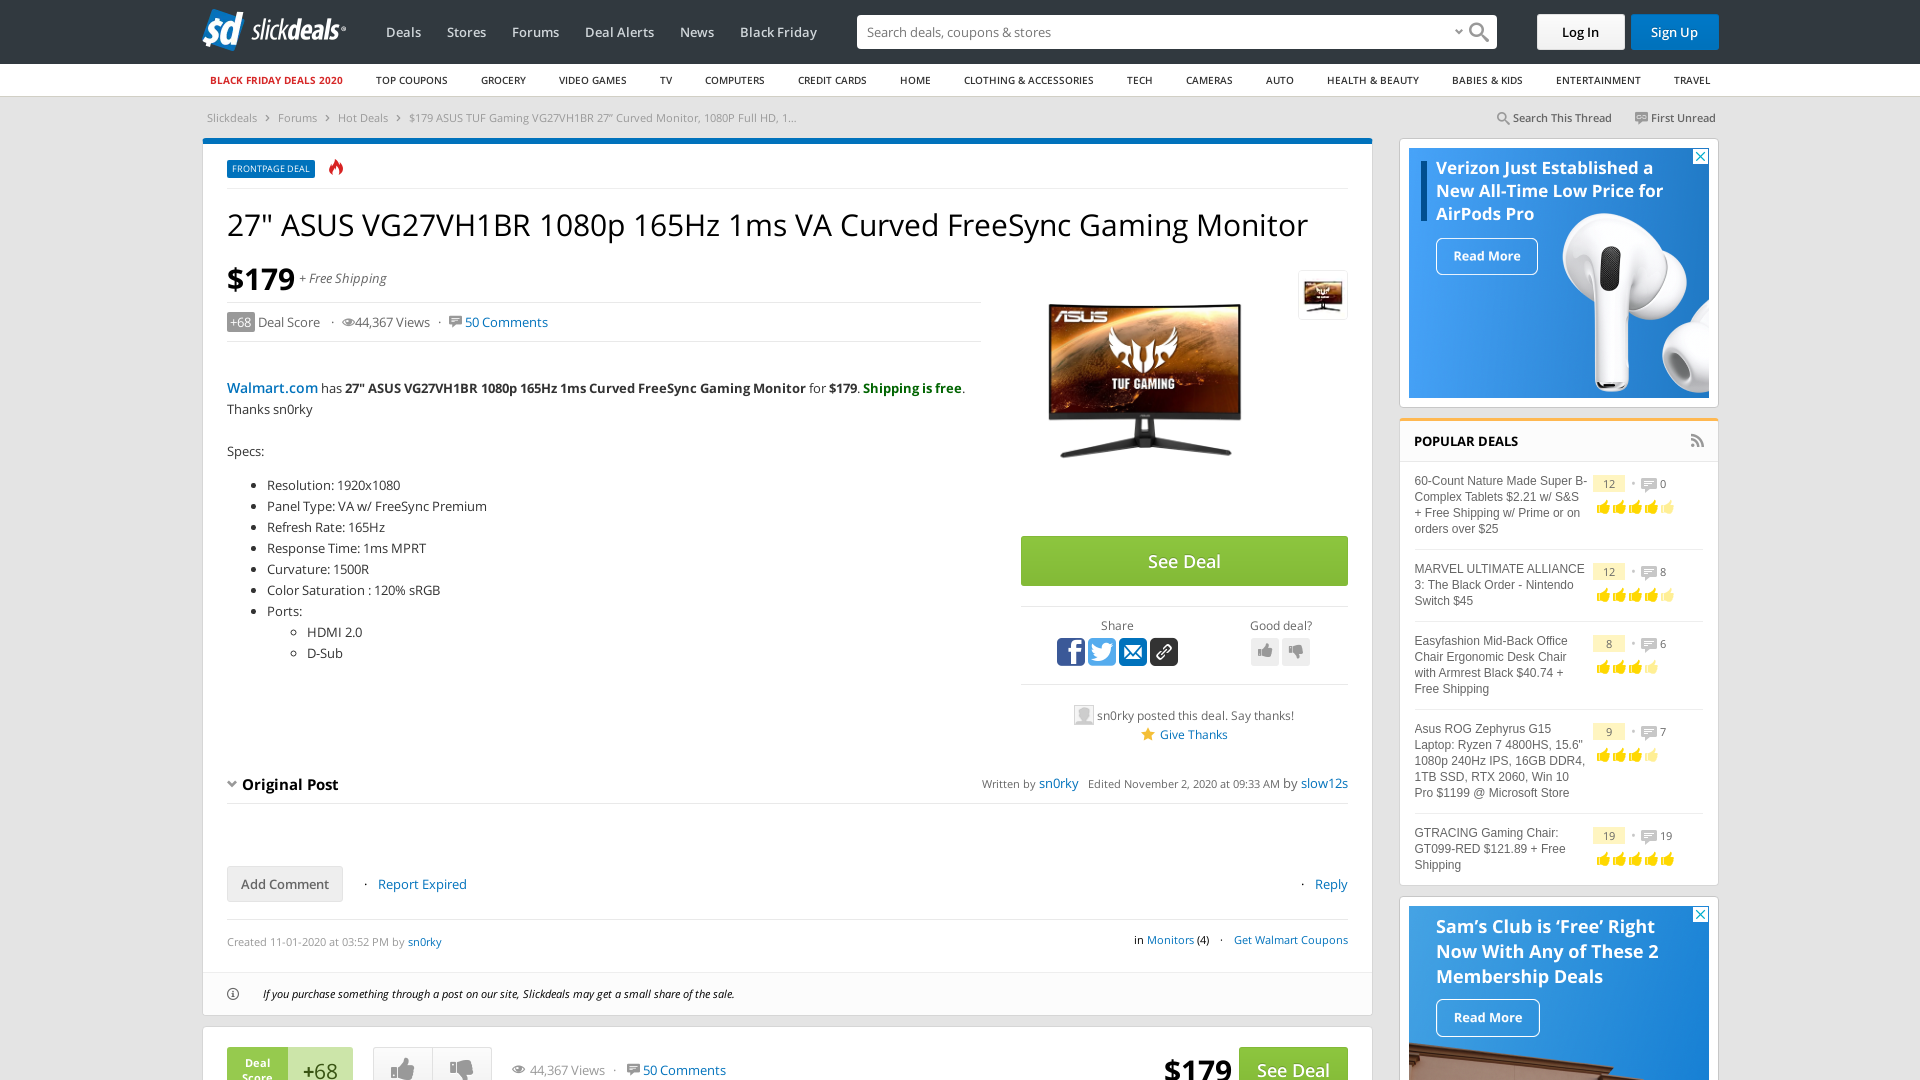 slickdeals
Deals
Stores
Forums
Deal Alerts
News
Black Friday
Search deals, coupons & stores
Log In
Sign Up
BLACK FRIDAY DEALS 2020
TOP COUPONS
GROCERY
VIDEO GAMES
TV
COMPUTERS
CREDIT CARDS
HOME
CLOTHING & ACCESSORIES
TECH
CAMERAS
AUTO
HEALTH & BEAUTY
BABIES & KIDS
ENTERTAINMENT
TRAVEL
Slickdeals › Forums › Hot Deals › $179 ASUS TUF Gaming VG27VH1BR 27” Curved Monitor, 1080P Full HD, 1...
Search This Thread
First Unread
FRONTPAGE DEAL
27" ASUS VG27VH1BR 1080p 165Hz 1ms VA Curved FreeSync Gaming Monitor
$179 + Free Shipping
+68 Deal Score · 44,367 Views · 50 Comments
Walmart.com has 27" ASUS VG27VH1BR 1080p 165Hz 1ms Curved FreeSync Gaming Monitor for $179. Shipping is free.
Thanks sn0rky
Specs:
Resolution: 1920x1080
Panel Type: VA w/ FreeSync Premium
Refresh Rate: 165Hz
Response Time: 1ms MPRT
Curvature: 1500R
Color Saturation : 120% sRGB
Ports:
HDMI 2.0
D-Sub
ASUS
TUF GAMING
See Deal
Share
Good deal?
sn0rky posted this deal. Say thanks!
Give Thanks
Original Post
Written by sn0rky Edited November 2, 2020 at 09:33 AM by slow12s
Add Comment · Report Expired
· Reply
Created 11-01-2020 at 03:52 PM by sn0rky
in Monitors (4) · Get Walmart Coupons
If you purchase something through a post on our site, Slickdeals may get a small share of the sale.
Deal
Score
+68
44,367 Views · 50 Comments
$179
See Deal
Verizon Just Established a
New All-Time Low Price for
AirPods Pro
Read More
POPULAR DEALS
60-Count Nature Made Super B-
Complex Tablets $2.21 w/ S&S
+ Free Shipping w/ Prime or on
orders over $25
12 • 0
MARVEL ULTIMATE ALLIANCE
3: The Black Order - Nintendo
Switch $45
12 • 8
Easyfashion Mid-Back Office
Chair Ergonomic Desk Chair
with Armrest Black $40.74 +
Free Shipping
8 • 6
Asus ROG Zephyrus G15
Laptop: Ryzen 7 4800HS, 15.6"
1080p 240Hz IPS, 16GB DDR4,
1TB SSD, RTX 2060, Win 10
Pro $1199 @ Microsoft Store
9 • 7
GTRACING Gaming Chair:
GT099-RED $121.89 + Free
Shipping
19 • 19
Sam’s Club is ‘Free’ Right
Now With Any of These 2
Membership Deals
Read More